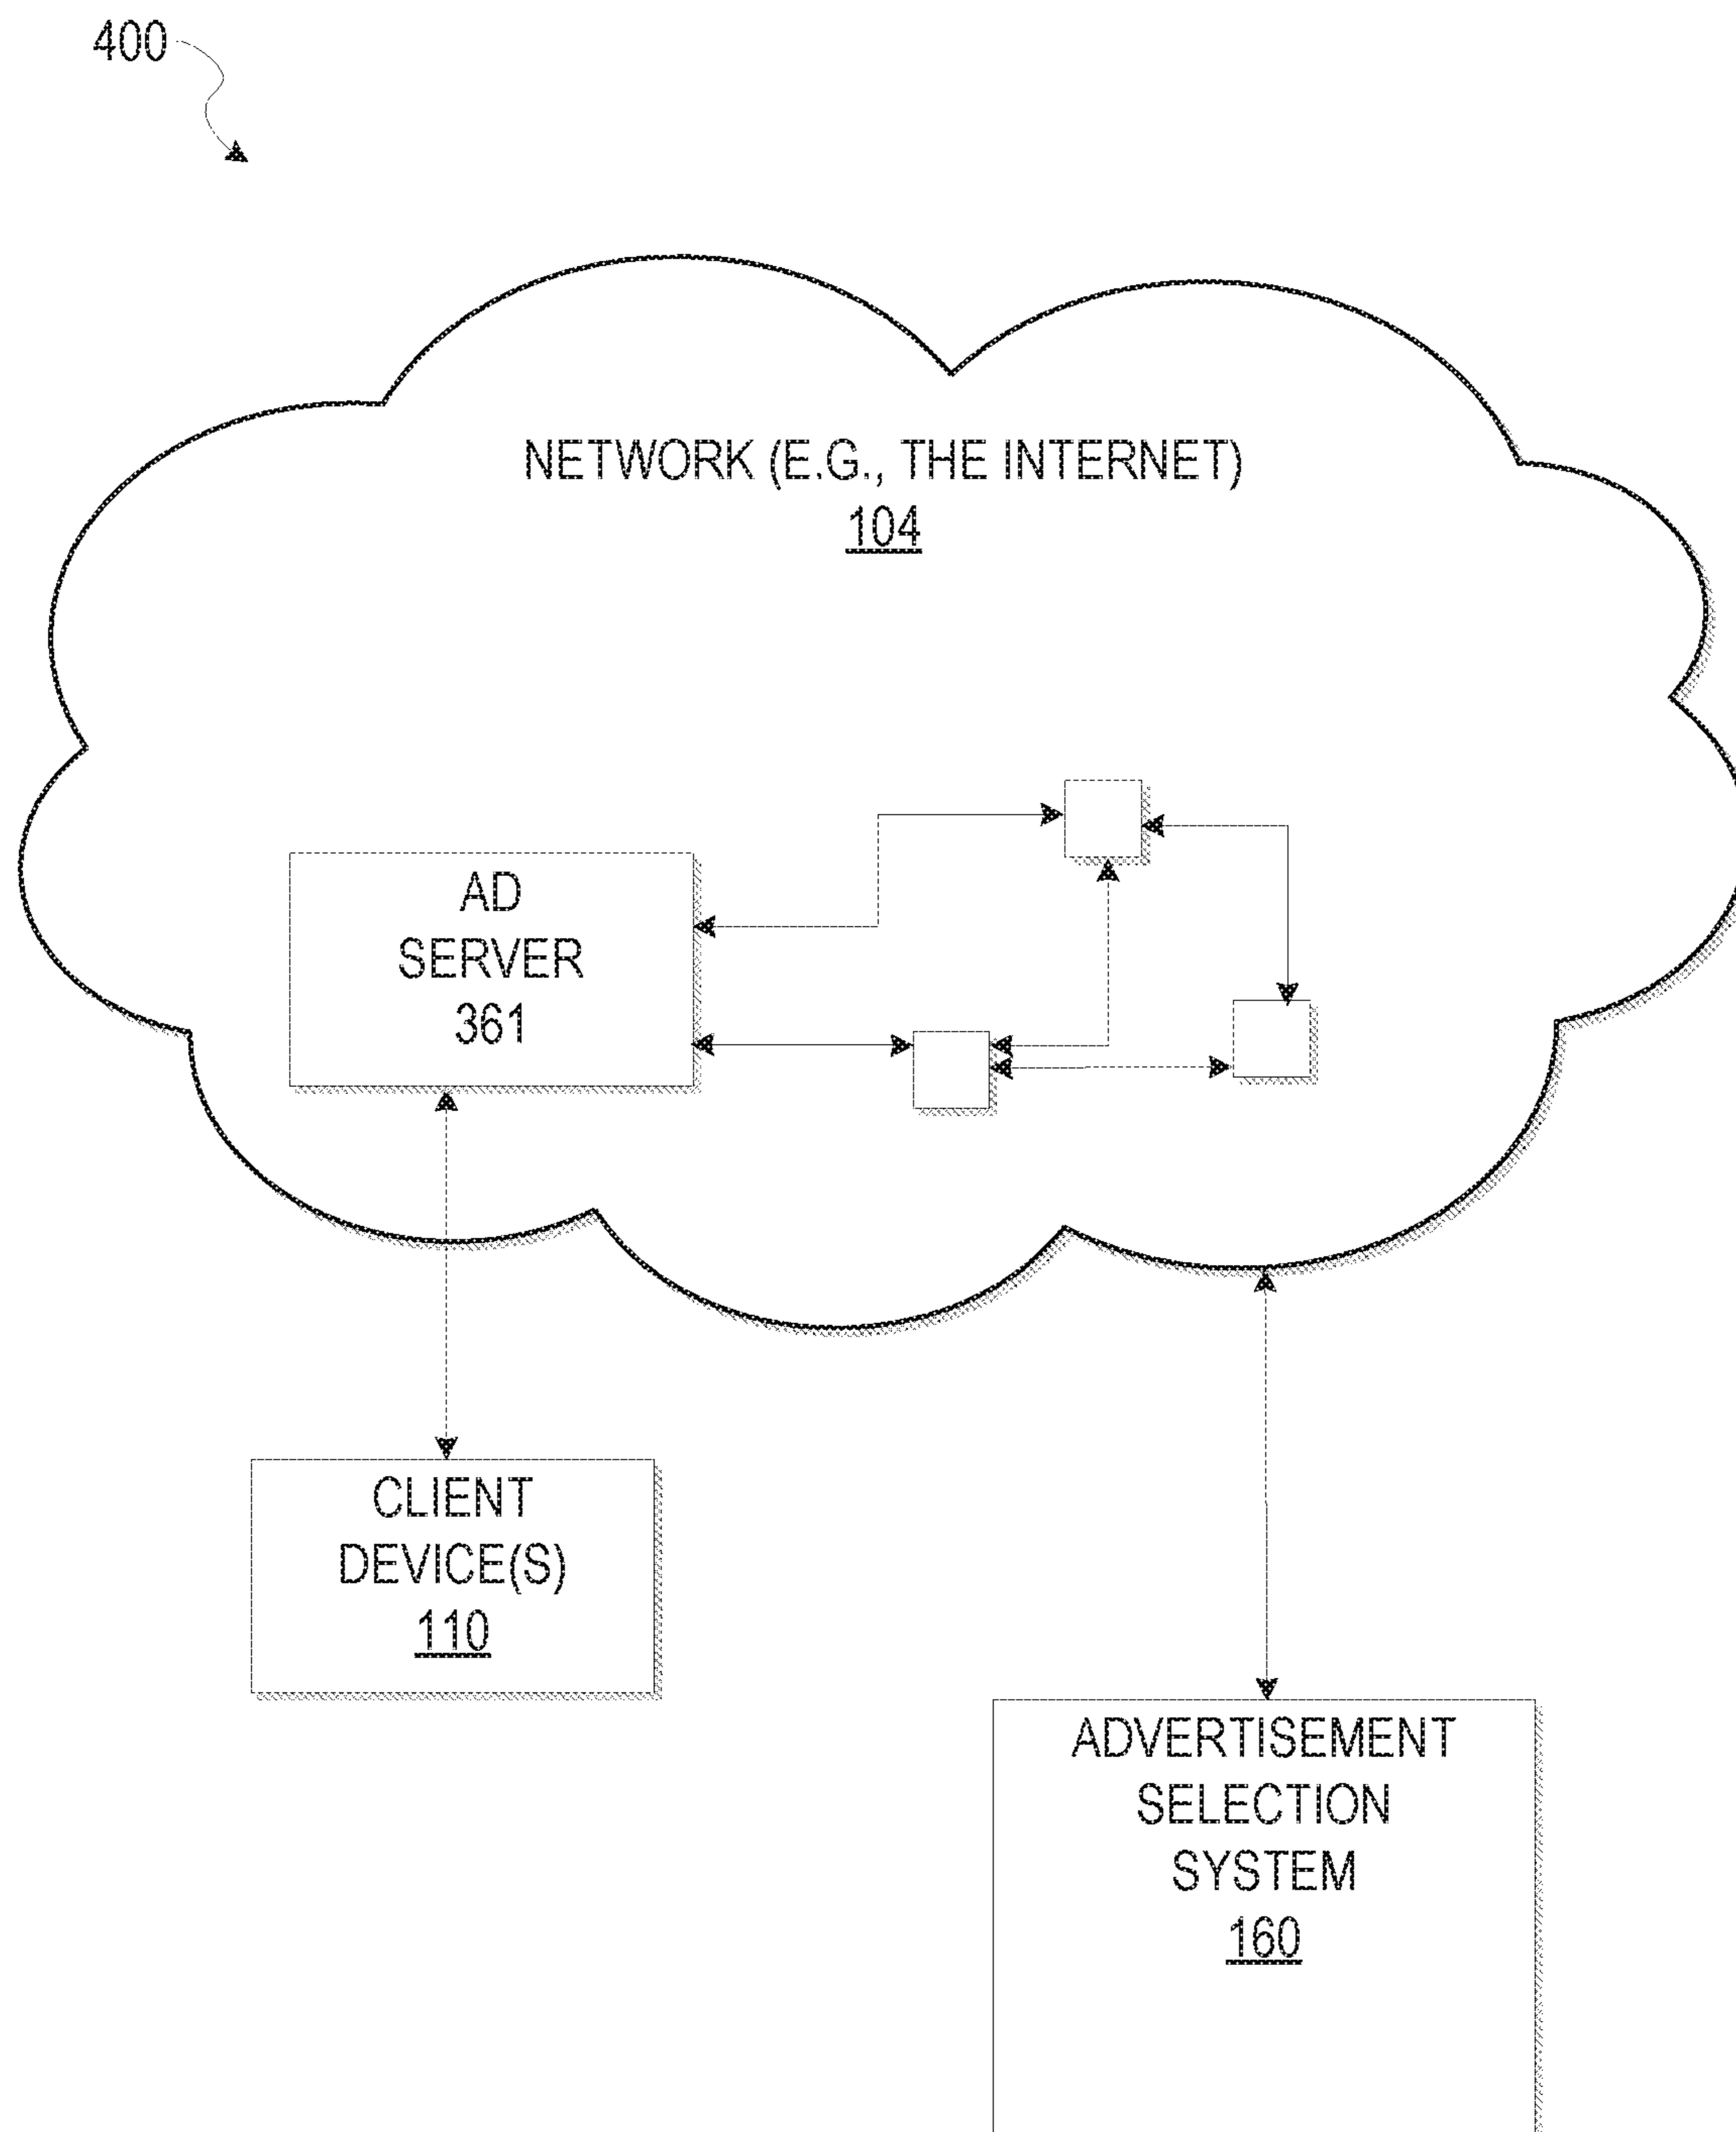 400
NETWORK (E.G., THE INTERNET)
104
AD
SERVER
361
CLIENT
DEVICE(S)
110
ADVERTISEMENT
SELECTION
SYSTEM
160